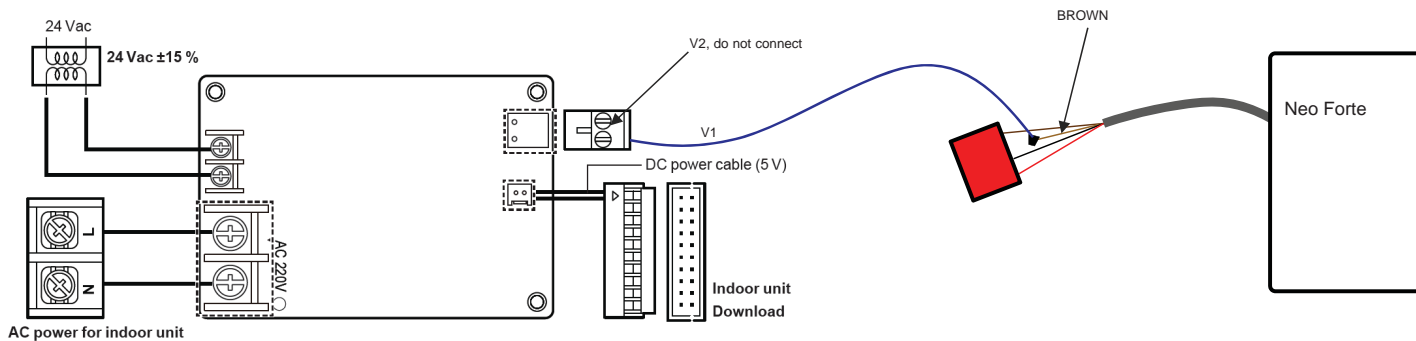 24 Vac
24 Vac ±15 %
BROWN
V2, do not connect
Neo Forte
V1
DC power cable (5 V)
L
N
AC 220V
Indoor unit
Download
AC power for indoor unit